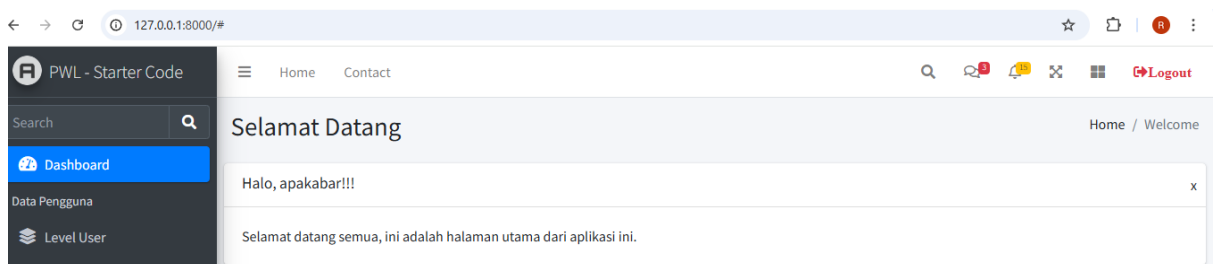 127.0.0.1:8000/#
R
PWL - Starter Code
Home Contact
3
15
Logout
Search
Selamat Datang
Home / Welcome
Dashboard
Halo, apakabar!!!
x
Data Pengguna
Level User
Selamat datang semua, ini adalah halaman utama dari aplikasi ini.